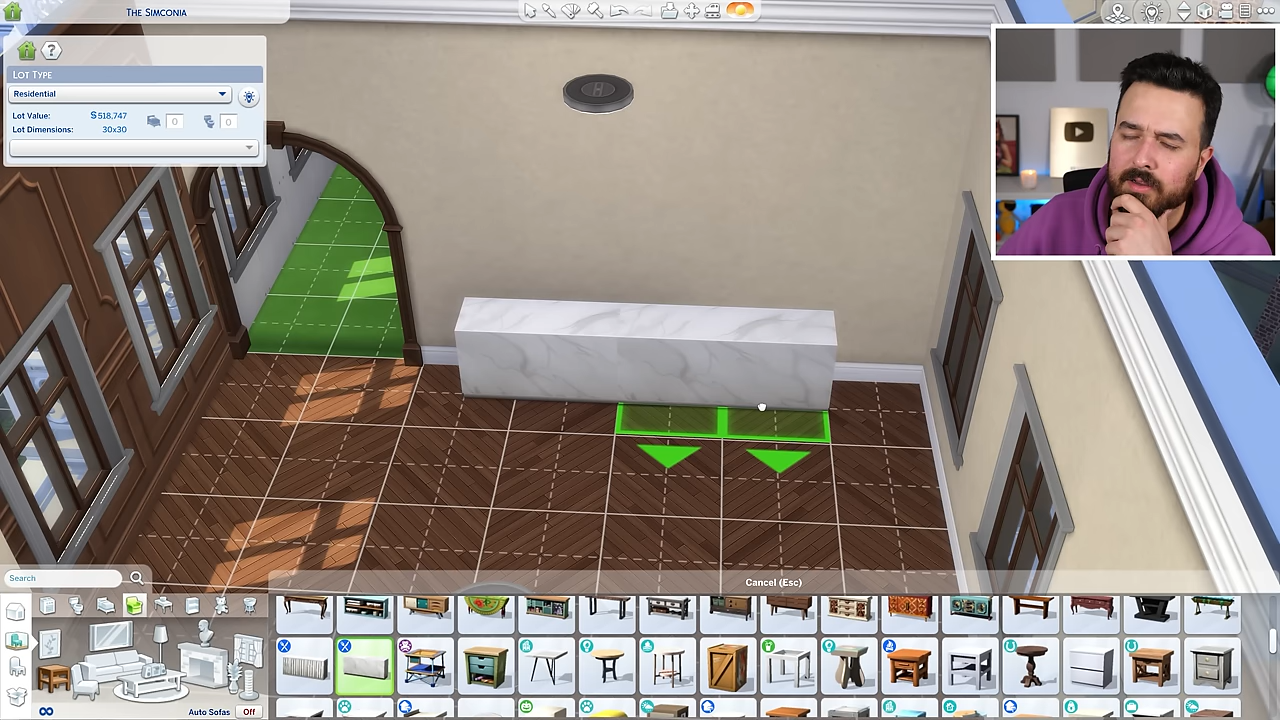 THE SIMCONIA
?
LOT TYPE
Residential
Lot Value: §518,747
0
0
Lot Dimensions: 30x30
H
Search
Cancel (Esc)
Auto Sofas Off